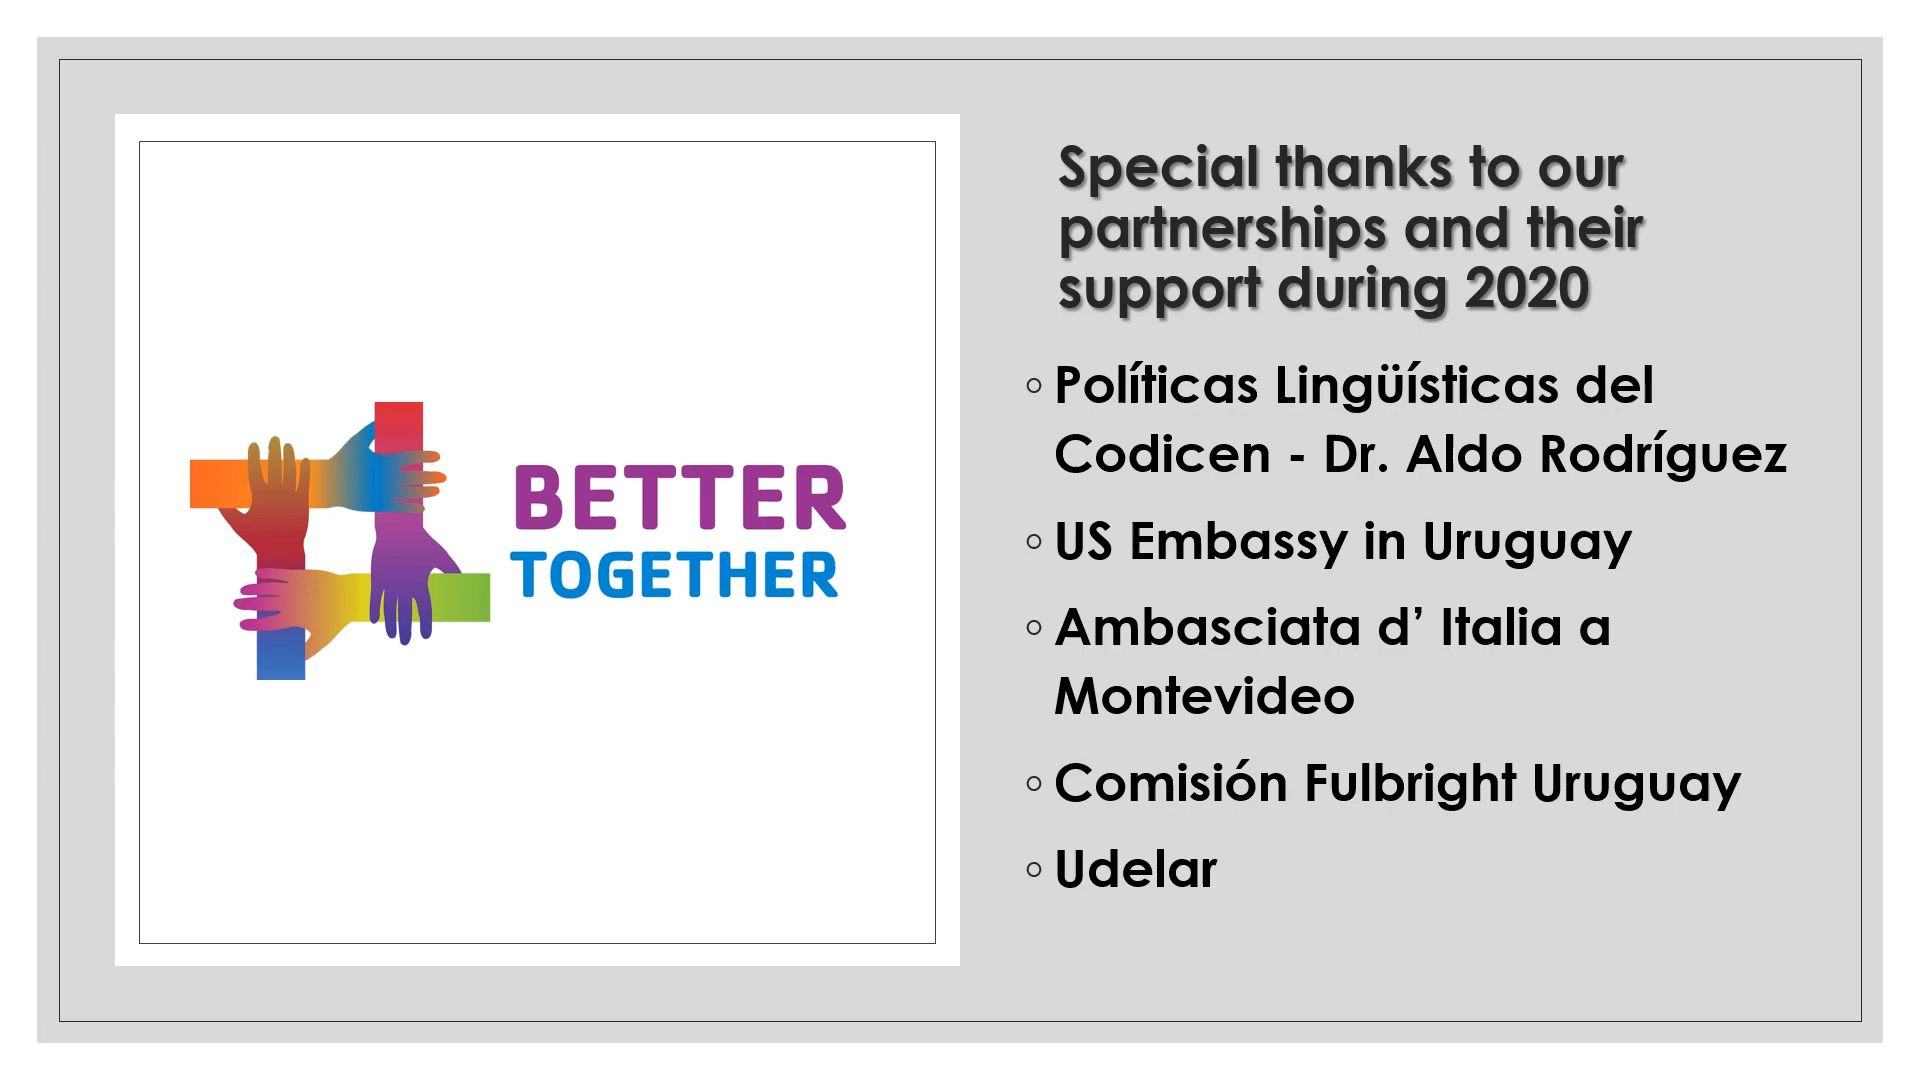 BETTER
TOGETHER
Special thanks to our
partnerships and their
support during 2020
◦ Políticas Lingüísticas del
Codicen - Dr. Aldo Rodríguez
◦ US Embassy in Uruguay
◦ Ambasciata d’ Italia a
Montevideo
◦ Comisión Fulbright Uruguay
◦ Udelar